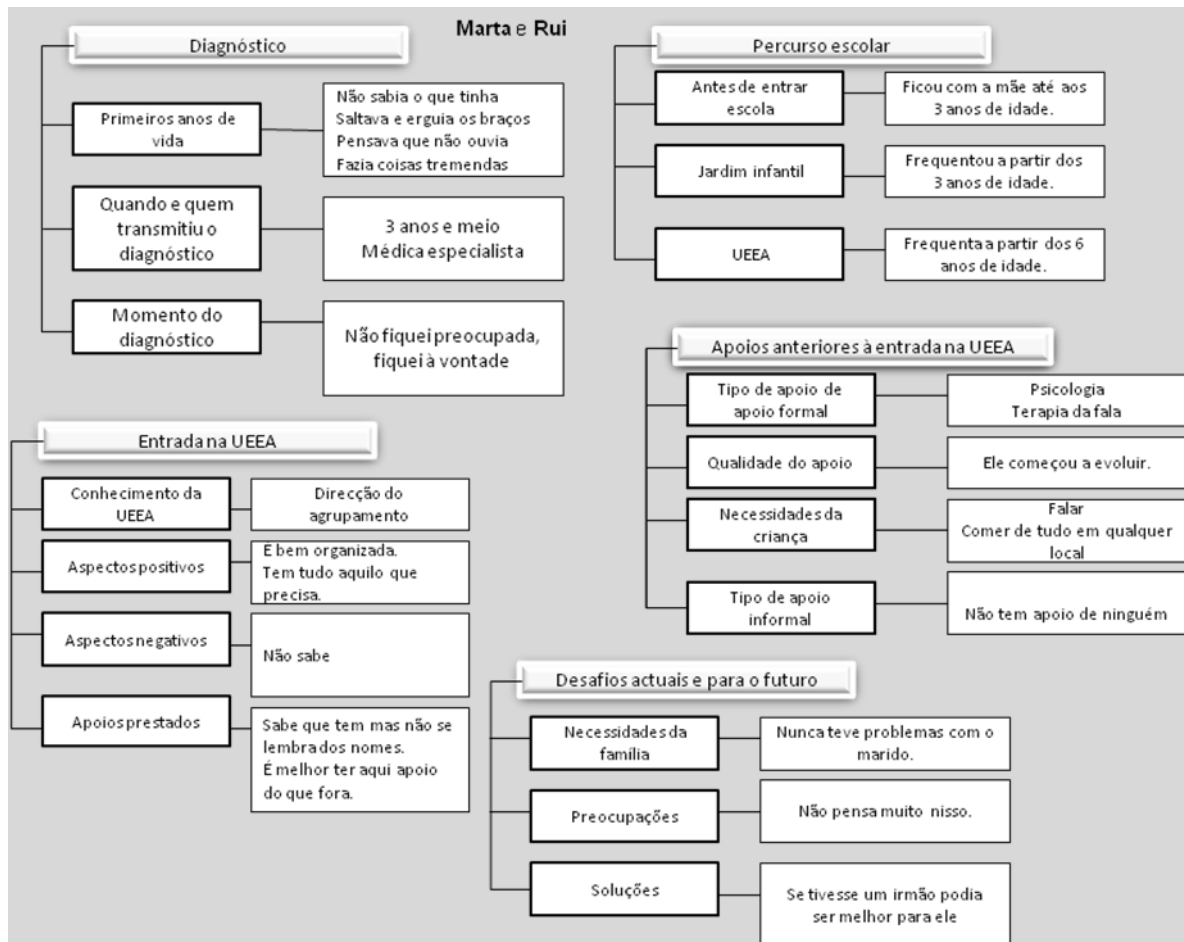 Marta e Rui
Diagnóstico
Primeiros anos de
vida
Não sabia o que tinha
Saltava e erguia os braços
Pensava que não ouvia
Fazia coisas tremendas
Quando e quem
transmitiu o
diagnóstico
3 anos e meio
Médica especialista
Momento do
diagnóstico
Não fiquei preocupada,
fiquei à vontade
Percurso escolar
Antes de entrar
escola
Ficou com a mãe até aos
3 anos de idade.
Jardim infantil
Frequentou a partir dos
3 anos de idade.
UEEA
Frequenta a partir dos 6
anos de idade.
Apoios anteriores à entrada na UEEA
Tipo de apoio de
apoio formal
Psicologia
Terapia da fala
Qualidade do apoio
Ele começou a evoluir.
Necessidades da
criança
Falar
Comer de tudo em qualquer
local
Tipo de apoio
informal
Não tem apoio de ninguém
Entrada na UEEA
Conhecimento da
UEEA
Direcção do
agrupamento
Aspectos positivos
É bem organizada.
Tem tudo aquilo que
precisa.
Aspectos negativos
Não sabe
Apoios prestados
Sabe que tem mas não se
lembra dos nomes.
É melhor ter aqui apoio
do que fora.
Desafios actuais e para o futuro
Necessidades da
família
Nunca teve problemas com o
marido.
Preocupações
Não pensa muito nisso.
Soluções
Se tivesse um irmão podia
ser melhor para ele